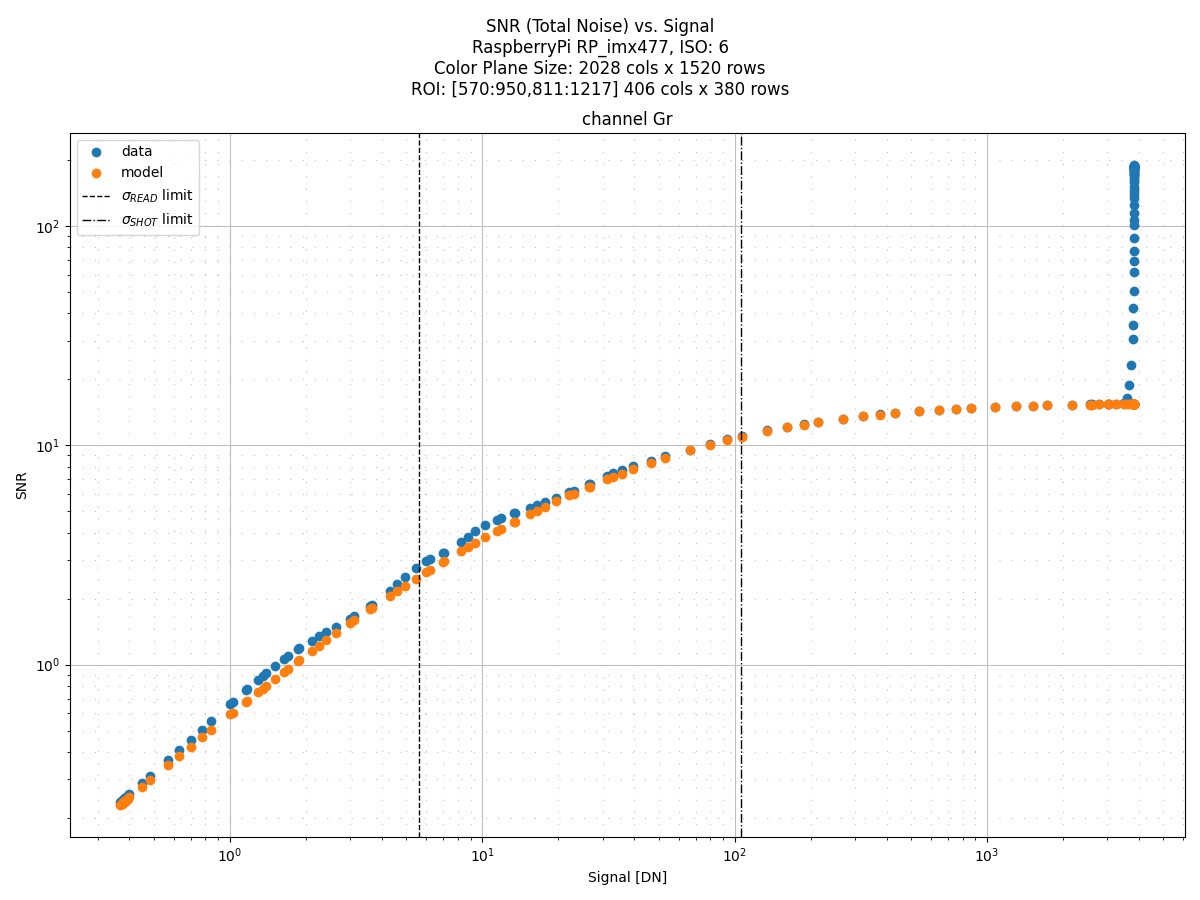 SNR (Total Noise) vs. Signal
RaspberryPi RP_imx477, ISO: 6
Color Plane Size: 2028 cols x 1520 rows
ROI: [570:950,811:1217] 406 cols x 380 rows
channel Gr
data
model
σREAD limit
σSHOT limit
10²
10¹
10⁰
SNR
10⁰ 10¹ 10² 10³
Signal [DN]